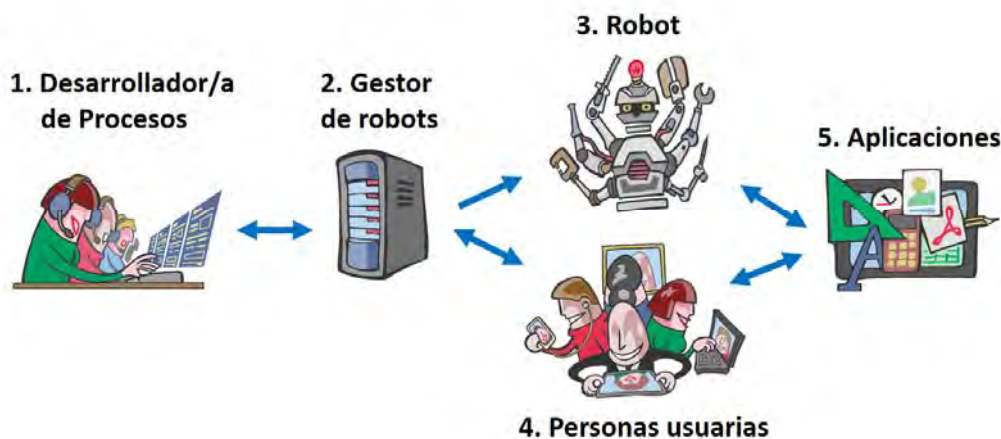 1. Desarrollador/a
de Procesos
2. Gestor
de robots
3. Robot
4. Personas usuarias
5. Aplicaciones